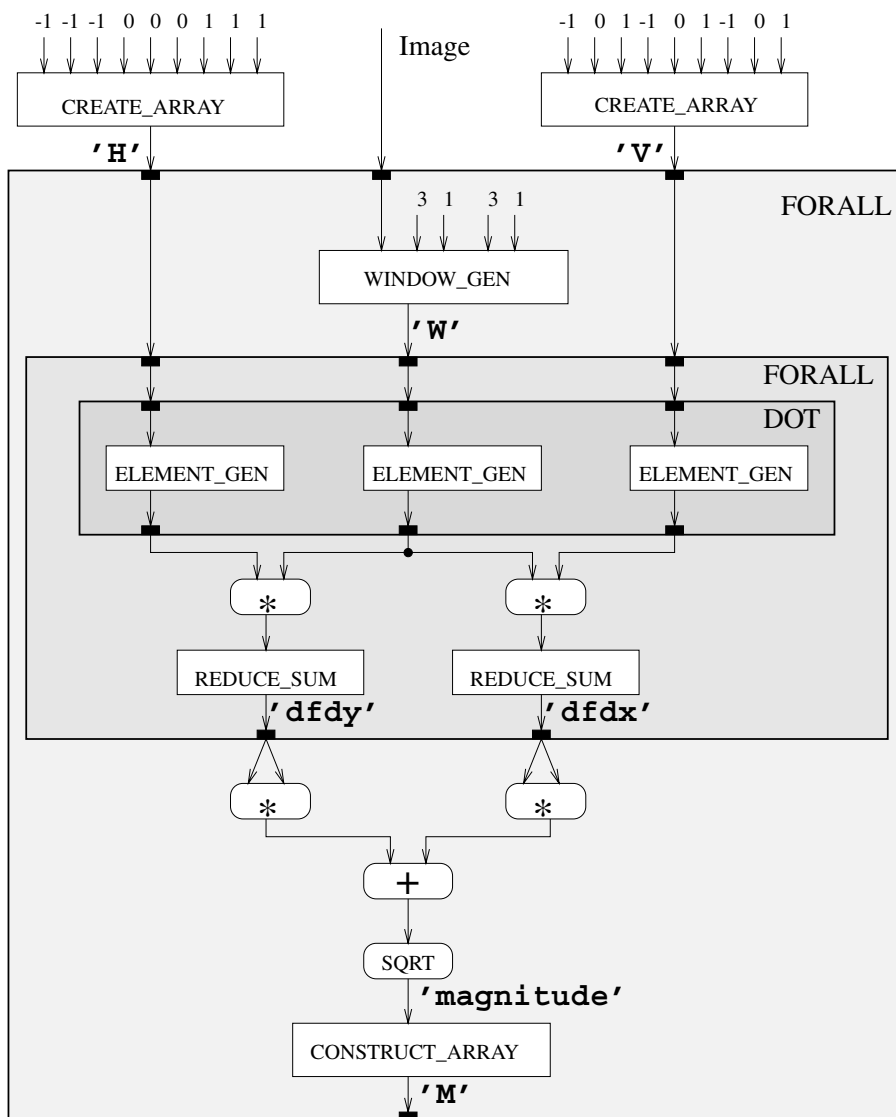 -1 -1 -1 0 0 0 1 1 1
-1 0 1 -1 0 1 -1 0 1
Image
CREATE_ARRAY
CREATE_ARRAY
'H'
'V'
FORALL
3 1 3 1
WINDOW_GEN
'W'
FORALL
DOT
ELEMENT_GEN
ELEMENT_GEN
ELEMENT_GEN
* *
REDUCE_SUM
REDUCE_SUM
'dfdy'
'dfdx'
* *
+
SQRT
'magnitude'
CONSTRUCT_ARRAY
'M'